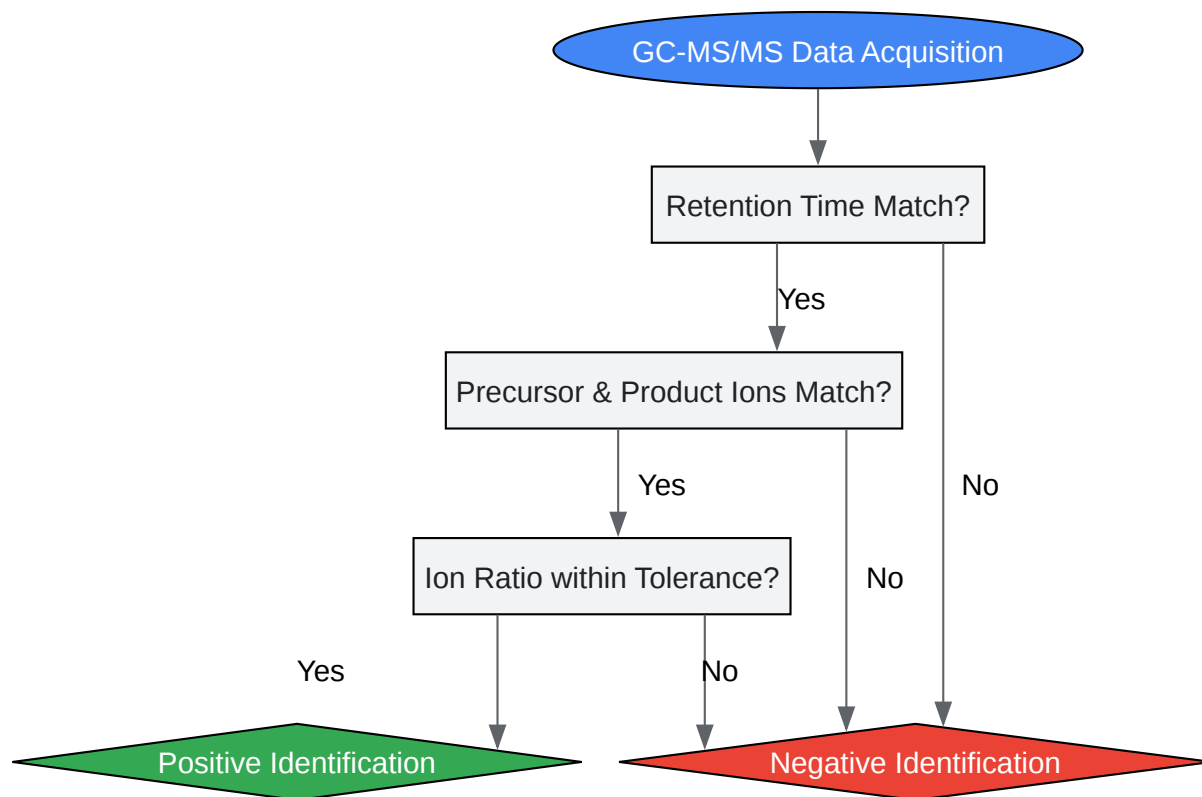 GC-MS/MS Data Acquisition
Retention Time Match?
Yes
Precursor & Product Ions Match?
Yes
No
Ion Ratio within Tolerance?
No
Yes
No
Positive Identification
Negative Identification